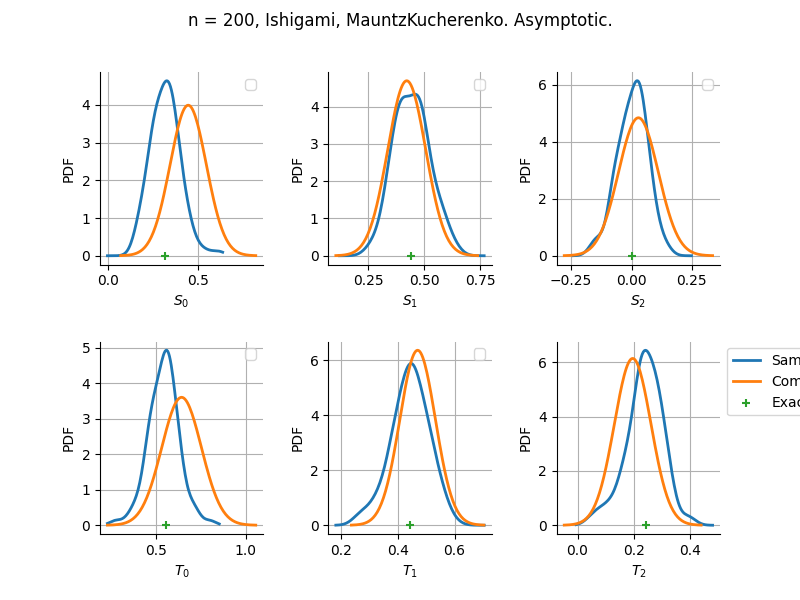 n = 200, Ishigami, MauntzKucherenko. Asymptotic.
PDF
0 1 2 3 4
0.0 0.5
S₀
PDF
0 1 2 3 4
0.25 0.50 0.75
S₁
PDF
0 2 4 6
−0.25 0.00 0.25
S₂
PDF
0 1 2 3 4 5
0.5 1.0
T₀
PDF
0 2 4 6
0.2 0.4 0.6
T₁
PDF
0 2 4 6
0.0 0.2 0.4
T₂
Sam
Com
Exac